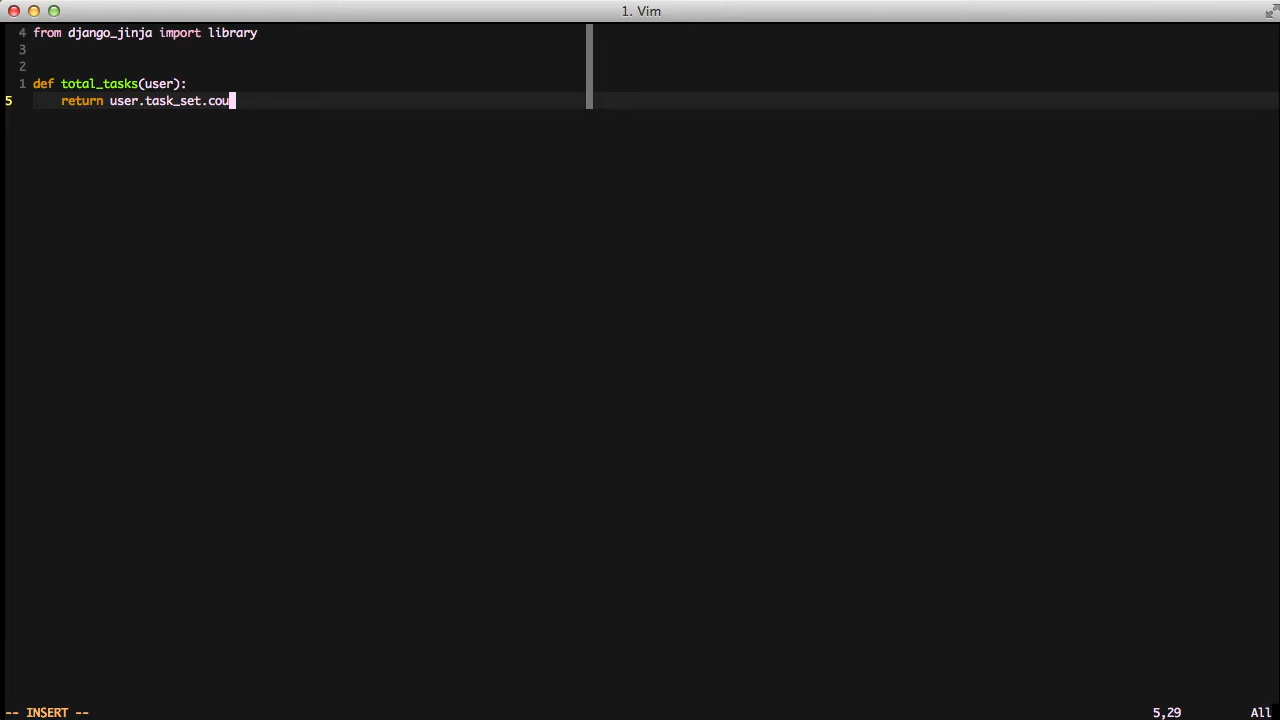 1. Vim
4 from django_jinja import library
3
2
1 def total_tasks(user):
5 return user.task_set.cou
-- INSERT -- 5,29 All